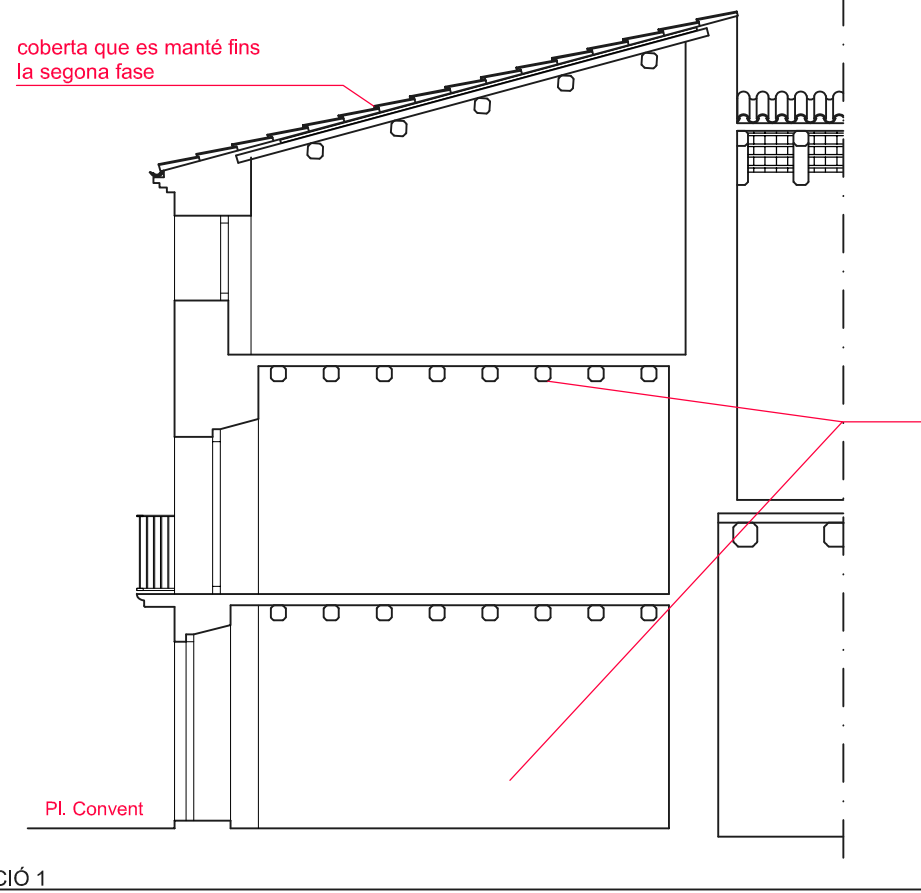 coberta que es manté fins
la segona fase
Pl. Convent
CIÓ 1